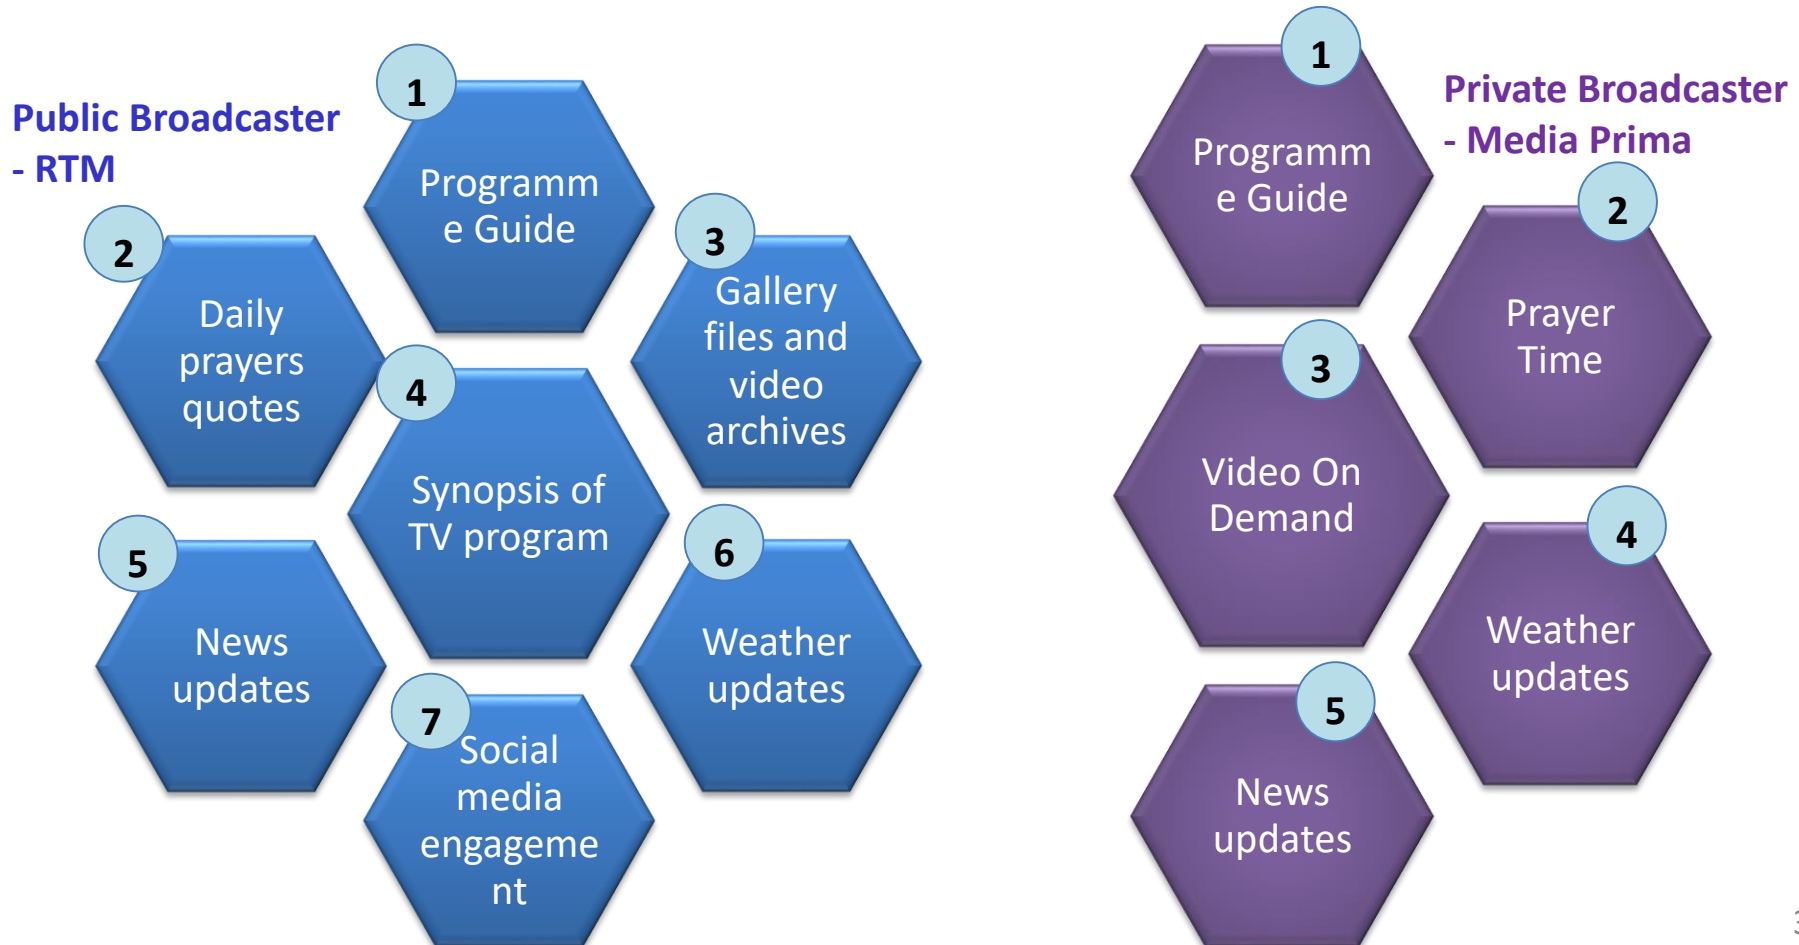 Public Broadcaster
- RTM
1
Programm
e Guide
2
Daily
prayers
quotes
3
Gallery
files and
video
archives
4
Synopsis of
TV program
5
News
updates
6
Weather
updates
7
Social
media
engageme
nt
Private Broadcaster
- Media Prima
1
Programm
e Guide
2
Prayer
Time
3
Video On
Demand
4
Weather
updates
5
News
updates